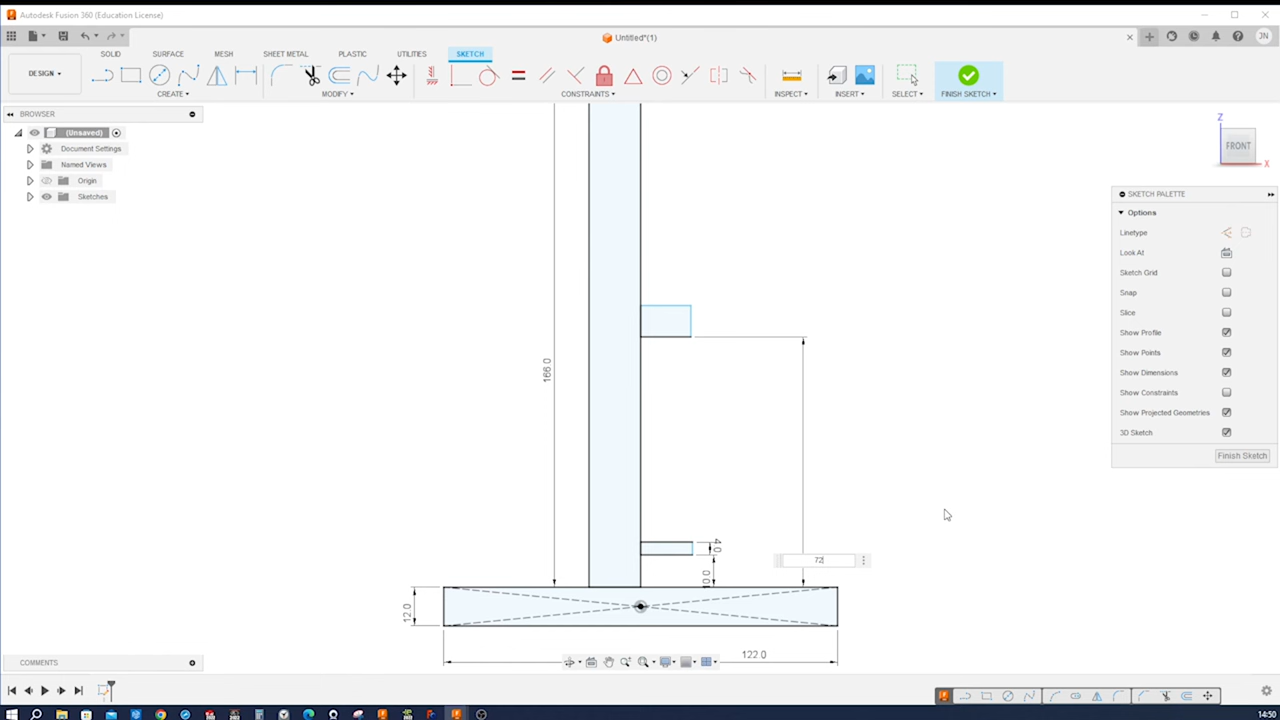 Autodesk Fusion 360 (Education License)
Untitled*(1)
JN
SOLID SURFACE MESH SHEET METAL PLASTIC UTILITIES SKETCH
DESIGN
CREATE MODIFY CONSTRAINTS INSPECT INSERT SELECT FINISH SKETCH
BROWSER
(Unsaved)
Document Settings
Named Views
Origin
Sketches
Z
FRONT
X
SKETCH PALETTE
Options
Linetype
Look At
Sketch Grid
Snap
Slice
Show Profile
Show Points
Show Dimensions
Show Constraints
Show Projected Geometries
3D Sketch
Finish Sketch
166.0
4.0
72
12.0
122.0
COMMENTS
14:50